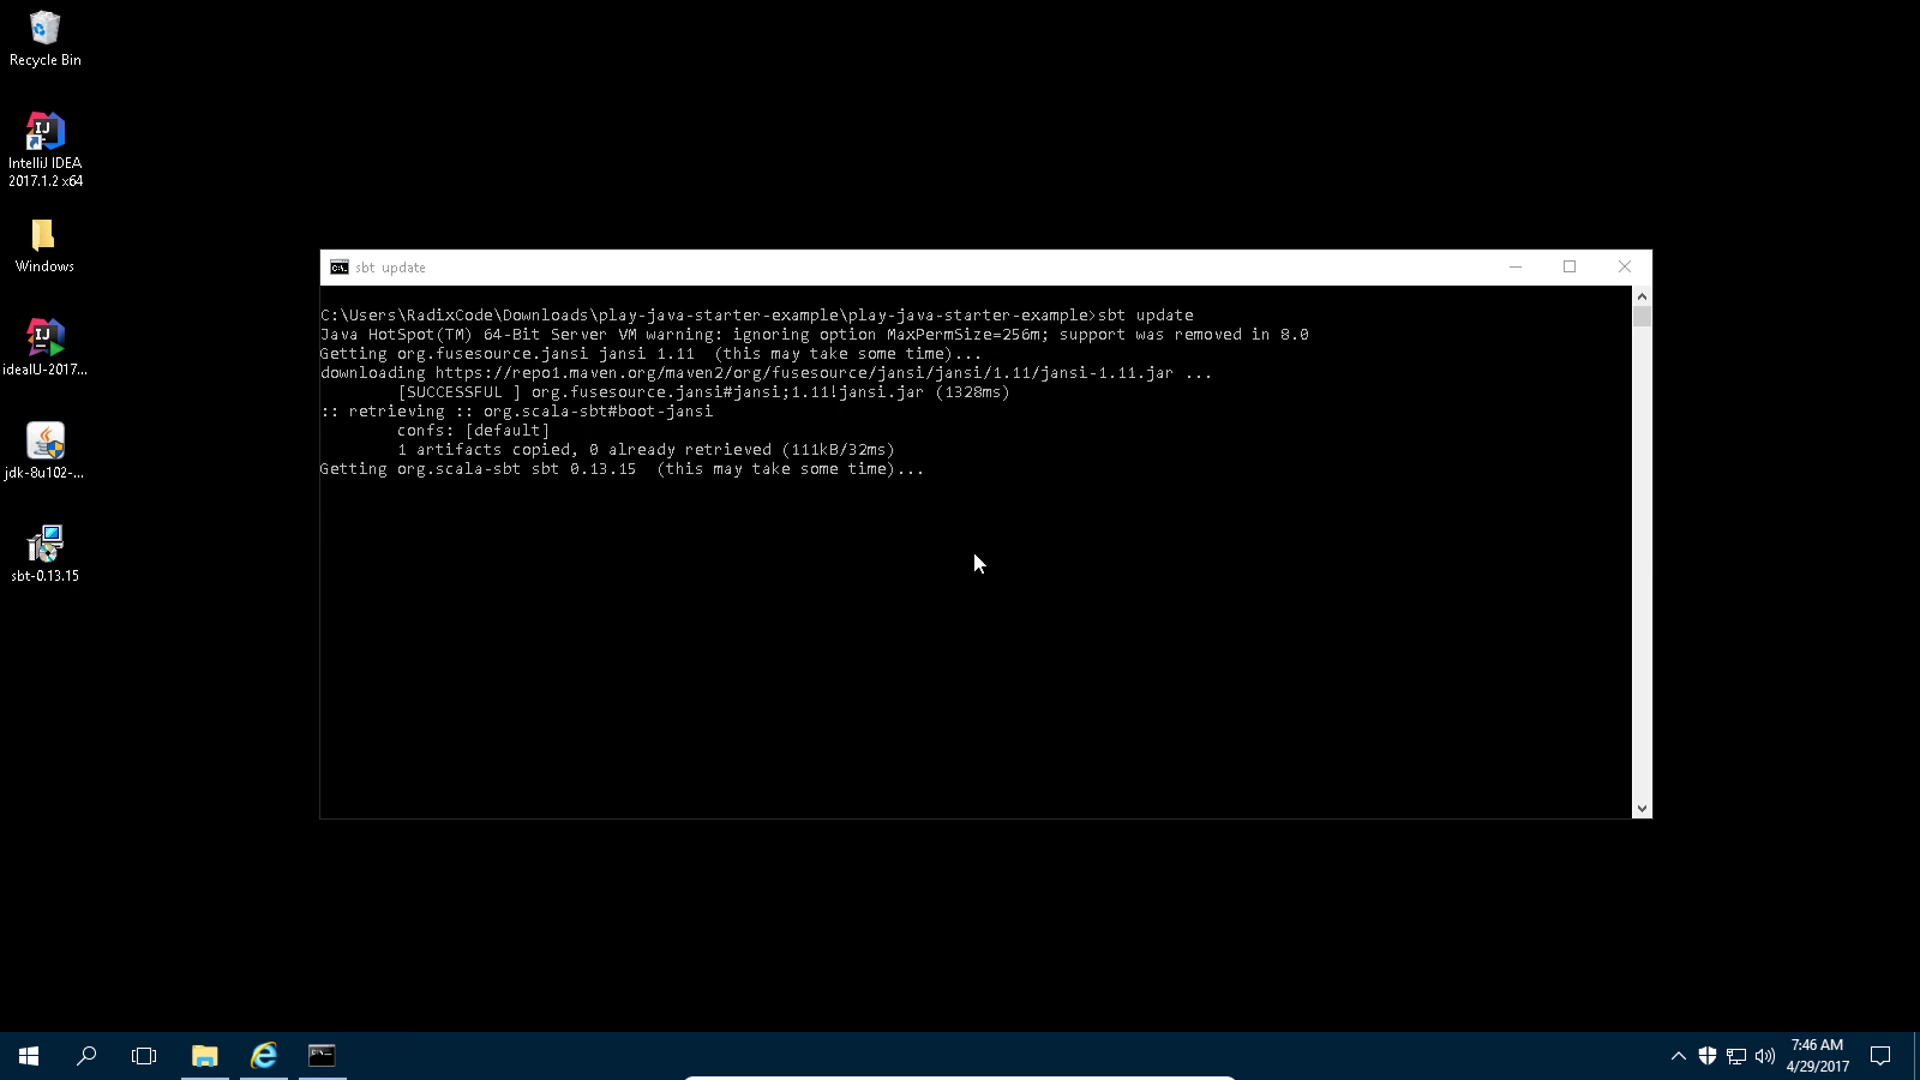 Recycle Bin
IntelliJ IDEA
2017.1.2 x64
Windows
idealU-2017...
jdk-8u102-...
sbt-0.13.15
sbt update
C:\Users\RadixCode\Downloads\play-java-starter-example\play-java-starter-example>sbt update
Java HotSpot(TM) 64-Bit Server VM warning: ignoring option MaxPermSize=256m; support was removed in 8.0
Getting org.fusesource.jansi jansi 1.11  (this may take some time)...
downloading https://repo1.maven.org/maven2/org/fusesource/jansi/jansi/1.11/jansi-1.11.jar ...
[SUCCESSFUL ] org.fusesource.jansi#jansi;1.11!jansi.jar (1328ms)
:: retrieving :: org.scala-sbt#boot-jansi
confs: [default]
1 artifacts copied, 0 already retrieved (111kB/32ms)
Getting org.scala-sbt sbt 0.13.15  (this may take some time)...
7:46 AM
4/29/2017